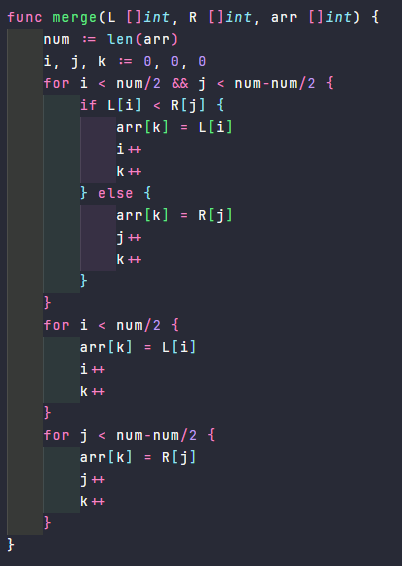 func merge(L []int, R []int, arr []int) {
    num := len(arr)
    i, j, k := 0, 0, 0
    for i < num/2 && j < num-num/2 {
        if L[i] < R[j] {
            arr[k] = L[i]
            i++
            k++
        } else {
            arr[k] = R[j]
            j++
            k++
        }
    }
    for i < num/2 {
        arr[k] = L[i]
        i++
        k++
    }
    for j < num-num/2 {
        arr[k] = R[j]
        j++
        k++
    }
}